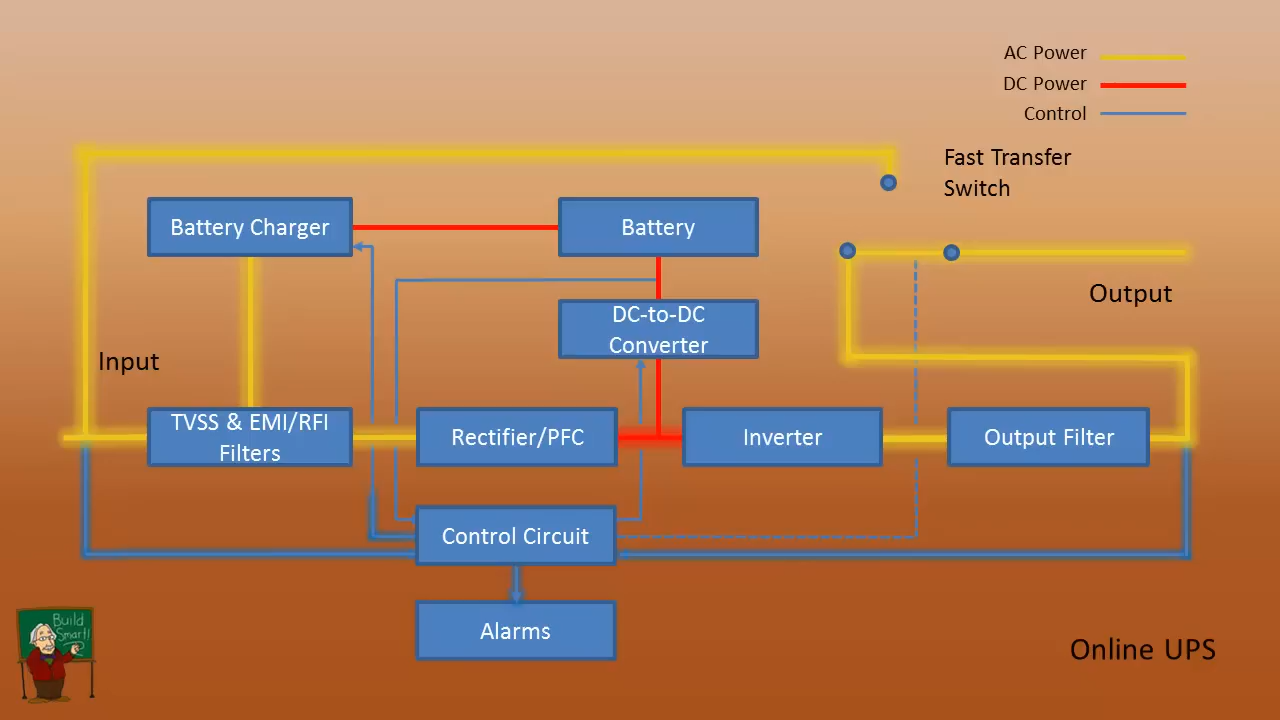 AC Power
DC Power
Control
Fast Transfer
Switch
Battery Charger
Battery
Output
DC-to-DC
Converter
Input
TVSS & EMI/RFI
Filters
Rectifier/PFC
Inverter
Output Filter
Control Circuit
Alarms
Build
Smart!
Online UPS